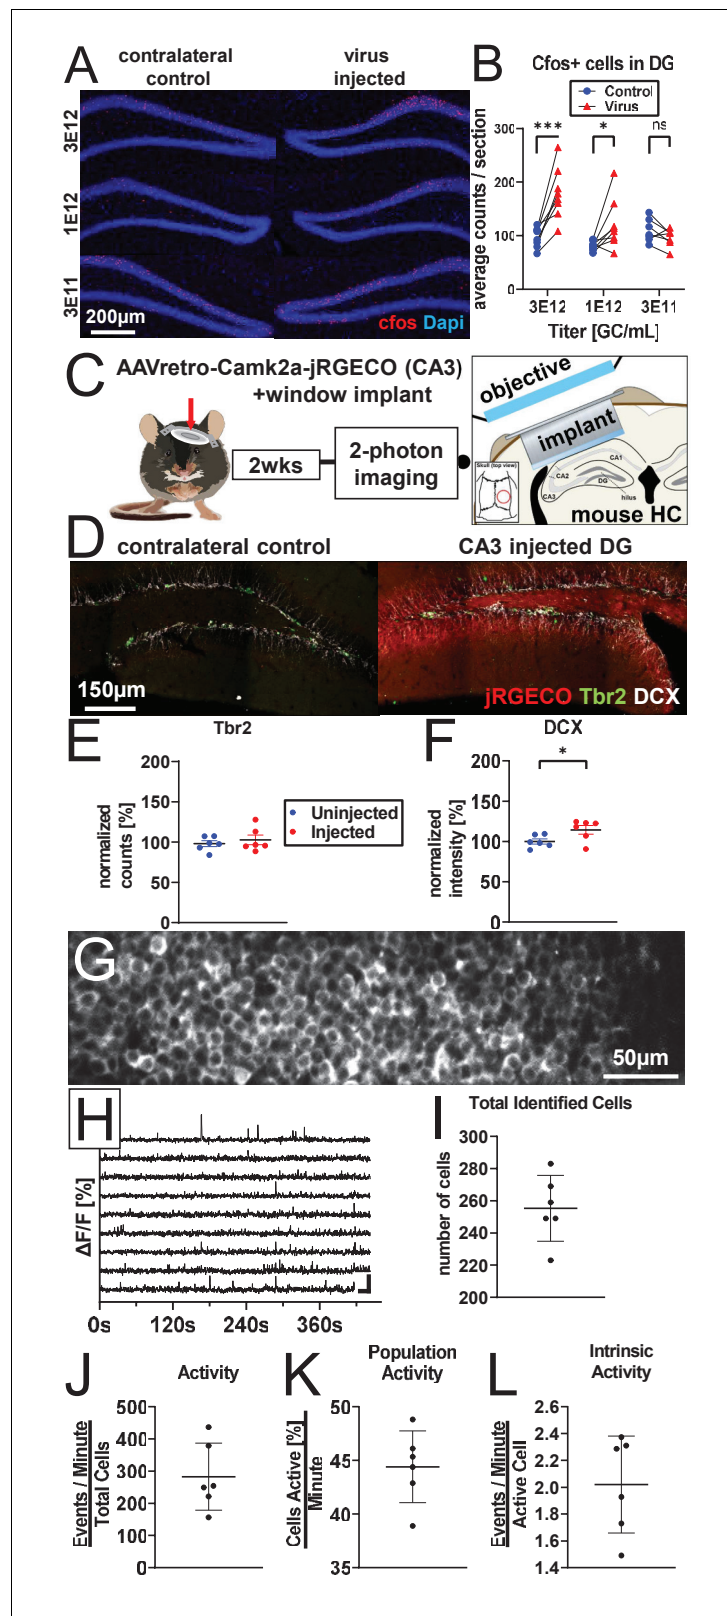 A
contralateral
control
virus
injected
3E12
1E12
3E11
200µm
cfos Dapi
B
Cfos+ cells in DG
Control
Virus
*** * ns
average counts / section
300
200
100
0
3E12 1E12 3E11
Titer [GC/mL]
C
AAVretro-Camk2a-jRGECO (CA3)
+window implant
2wks
2-photon
imaging
objective
implant
Skull (top view)
CA1
CA2
CA3
DG
hilus
mouse HC
D
contralateral control
CA3 injected DG
150µm
jRGECO Tbr2 DCX
E
Tbr2
normalized
counts [%]
200
150
100
50
0
Uninjected
Injected
F
DCX
*
normalized
intensity [%]
200
150
100
50
0
G
50µm
H
ΔF/F [%]
0s 120s 240s 360s
I
Total Identified Cells
number of cells
300
280
260
240
220
200
J
Activity
Events / Minute
Total Cells
500
400
300
200
100
0
K
Population
Activity
Cells Active [%]
Minute
50
45
40
35
L
Intrinsic
Activity
Events / Minute
Active Cell
2.6
2.4
2.2
2.0
1.8
1.6
1.4